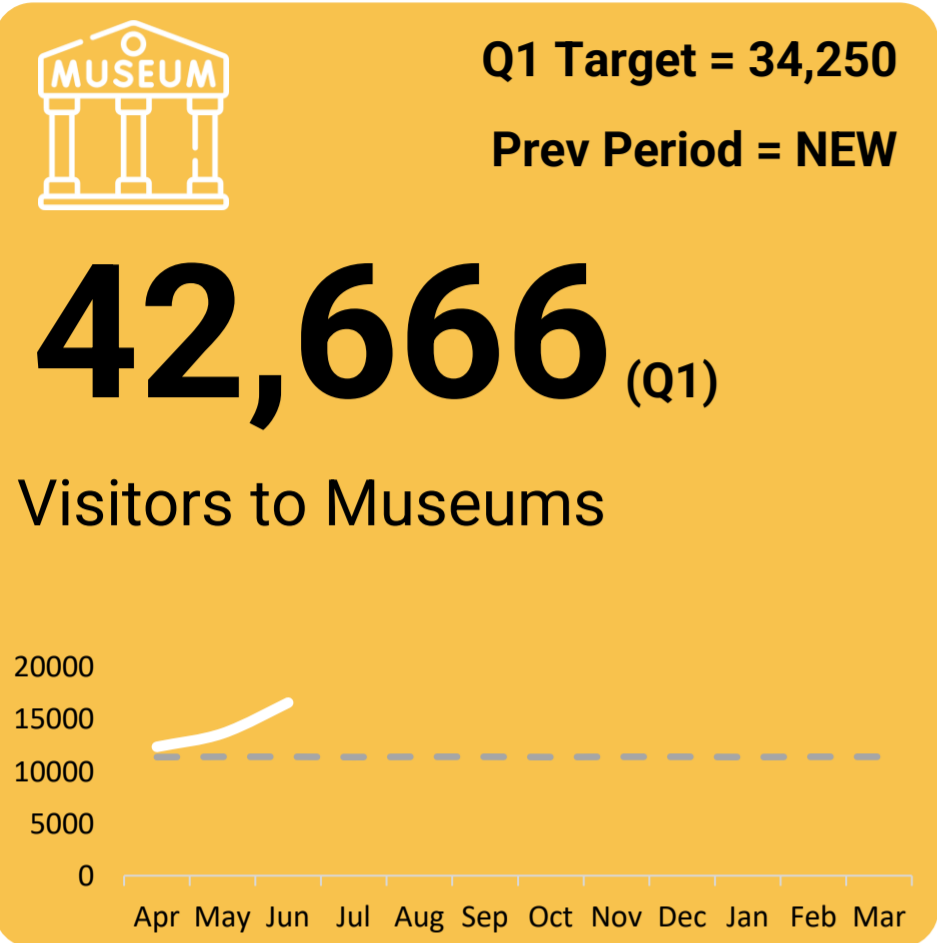 MUSEUM
Q1 Target = 34,250
Prev Period = NEW
42,666 (Q1)
Visitors to Museums
20000
15000
10000
5000
0
Apr May Jun Jul Aug Sep Oct Nov Dec Jan Feb Mar